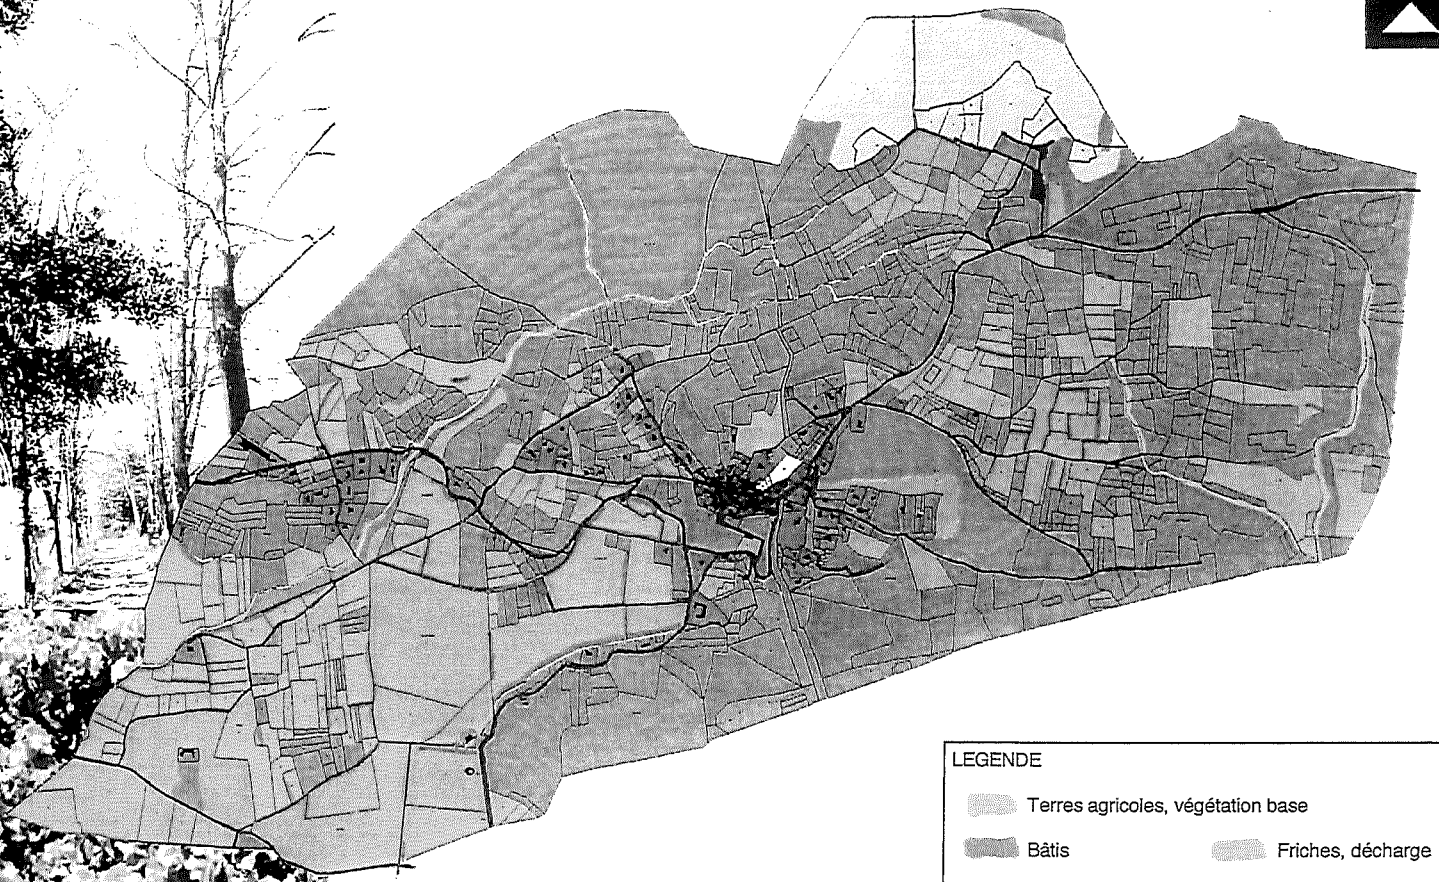 LEGENDE
Terres agricoles, végétation base
Bâtis
Friches, décharge